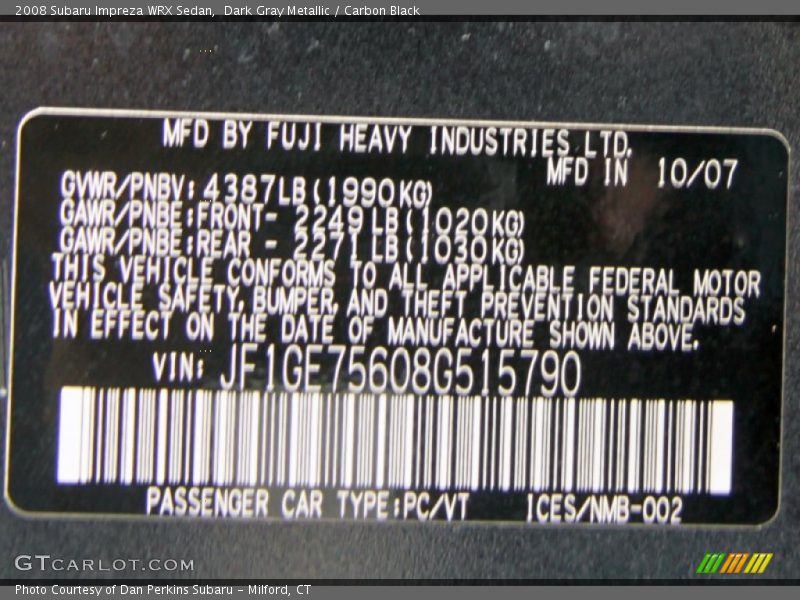 2008 Subaru Impreza WRX Sedan,  Dark Gray Metallic / Carbon Black
MFD BY FUJI HEAVY INDUSTRIES LTD.
MFD IN 10/07
GVWR/PNBV: 4387LB(1990KG)
GAWR/PNBE:FRONT- 2249LB(1020KG)
GAWR/PNBE:REAR - 2271LB(1030KG)
THIS VEHICLE CONFORMS TO ALL APPLICABLE FEDERAL MOTOR
VEHICLE SAFETY, BUMPER, AND THEFT PREVENTION STANDARDS
IN EFFECT ON THE DATE OF MANUFACTURE SHOWN ABOVE.
VIN: JF1GE75608G515790
PASSENGER CAR TYPE:PC/VT ICES/NMB-002
GTCARLOT.COM
Photo Courtesy of Dan Perkins Subaru - Milford, CT